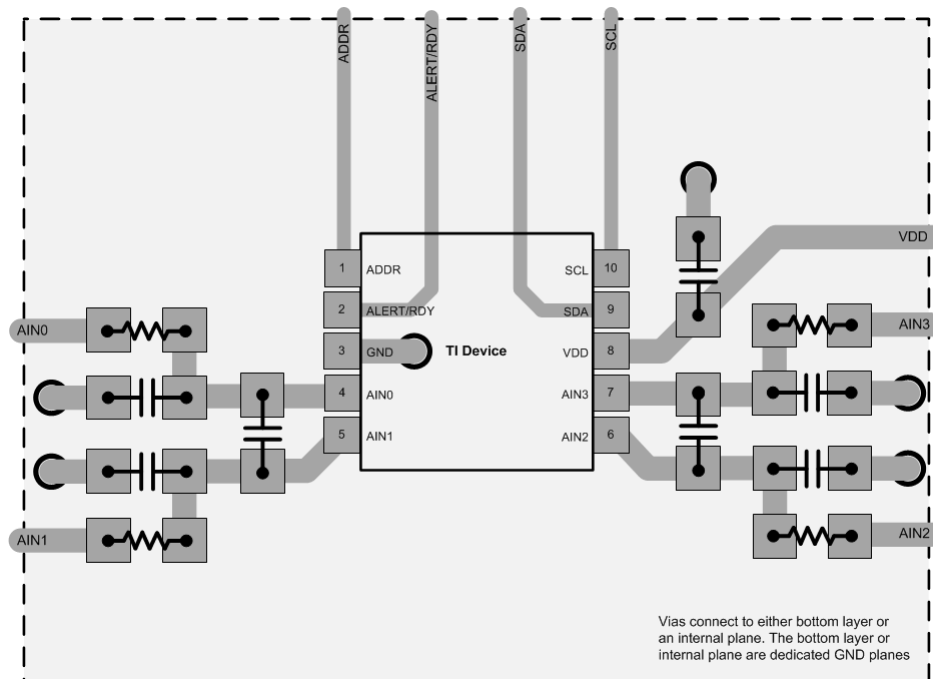 ADDR
ALERT/RDY
SDA
SCL
VDD
1 ADDR
SCL 10
2 ALERT/RDY
SDA 9
3 GND
TI Device
VDD 8
4 AIN0
AIN3 7
5 AIN1
AIN2 6
AIN0
AIN3
AIN1
AIN2
Vias connect to either bottom layer or
an internal plane. The bottom layer or
internal plane are dedicated GND planes